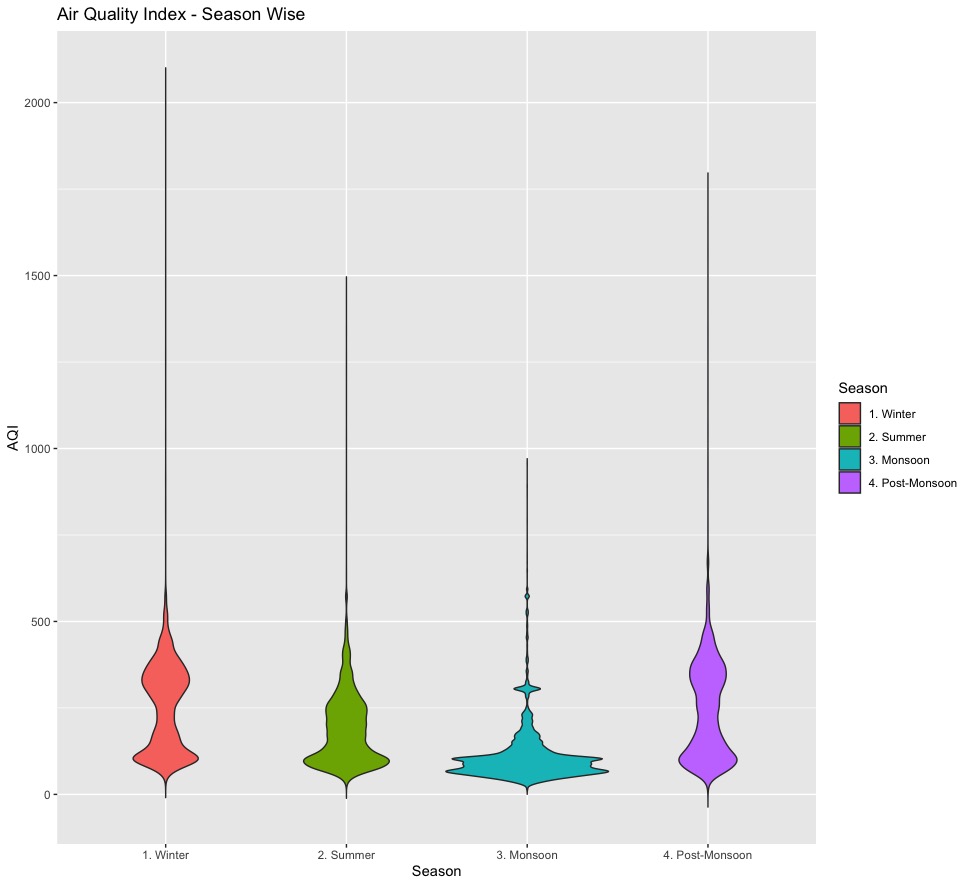 Air Quality Index - Season Wise
2000
1500
1000
500
0
AQI
1. Winter
2. Summer
3. Monsoon
4. Post-Monsoon
Season
Season
1. Winter
2. Summer
3. Monsoon
4. Post-Monsoon